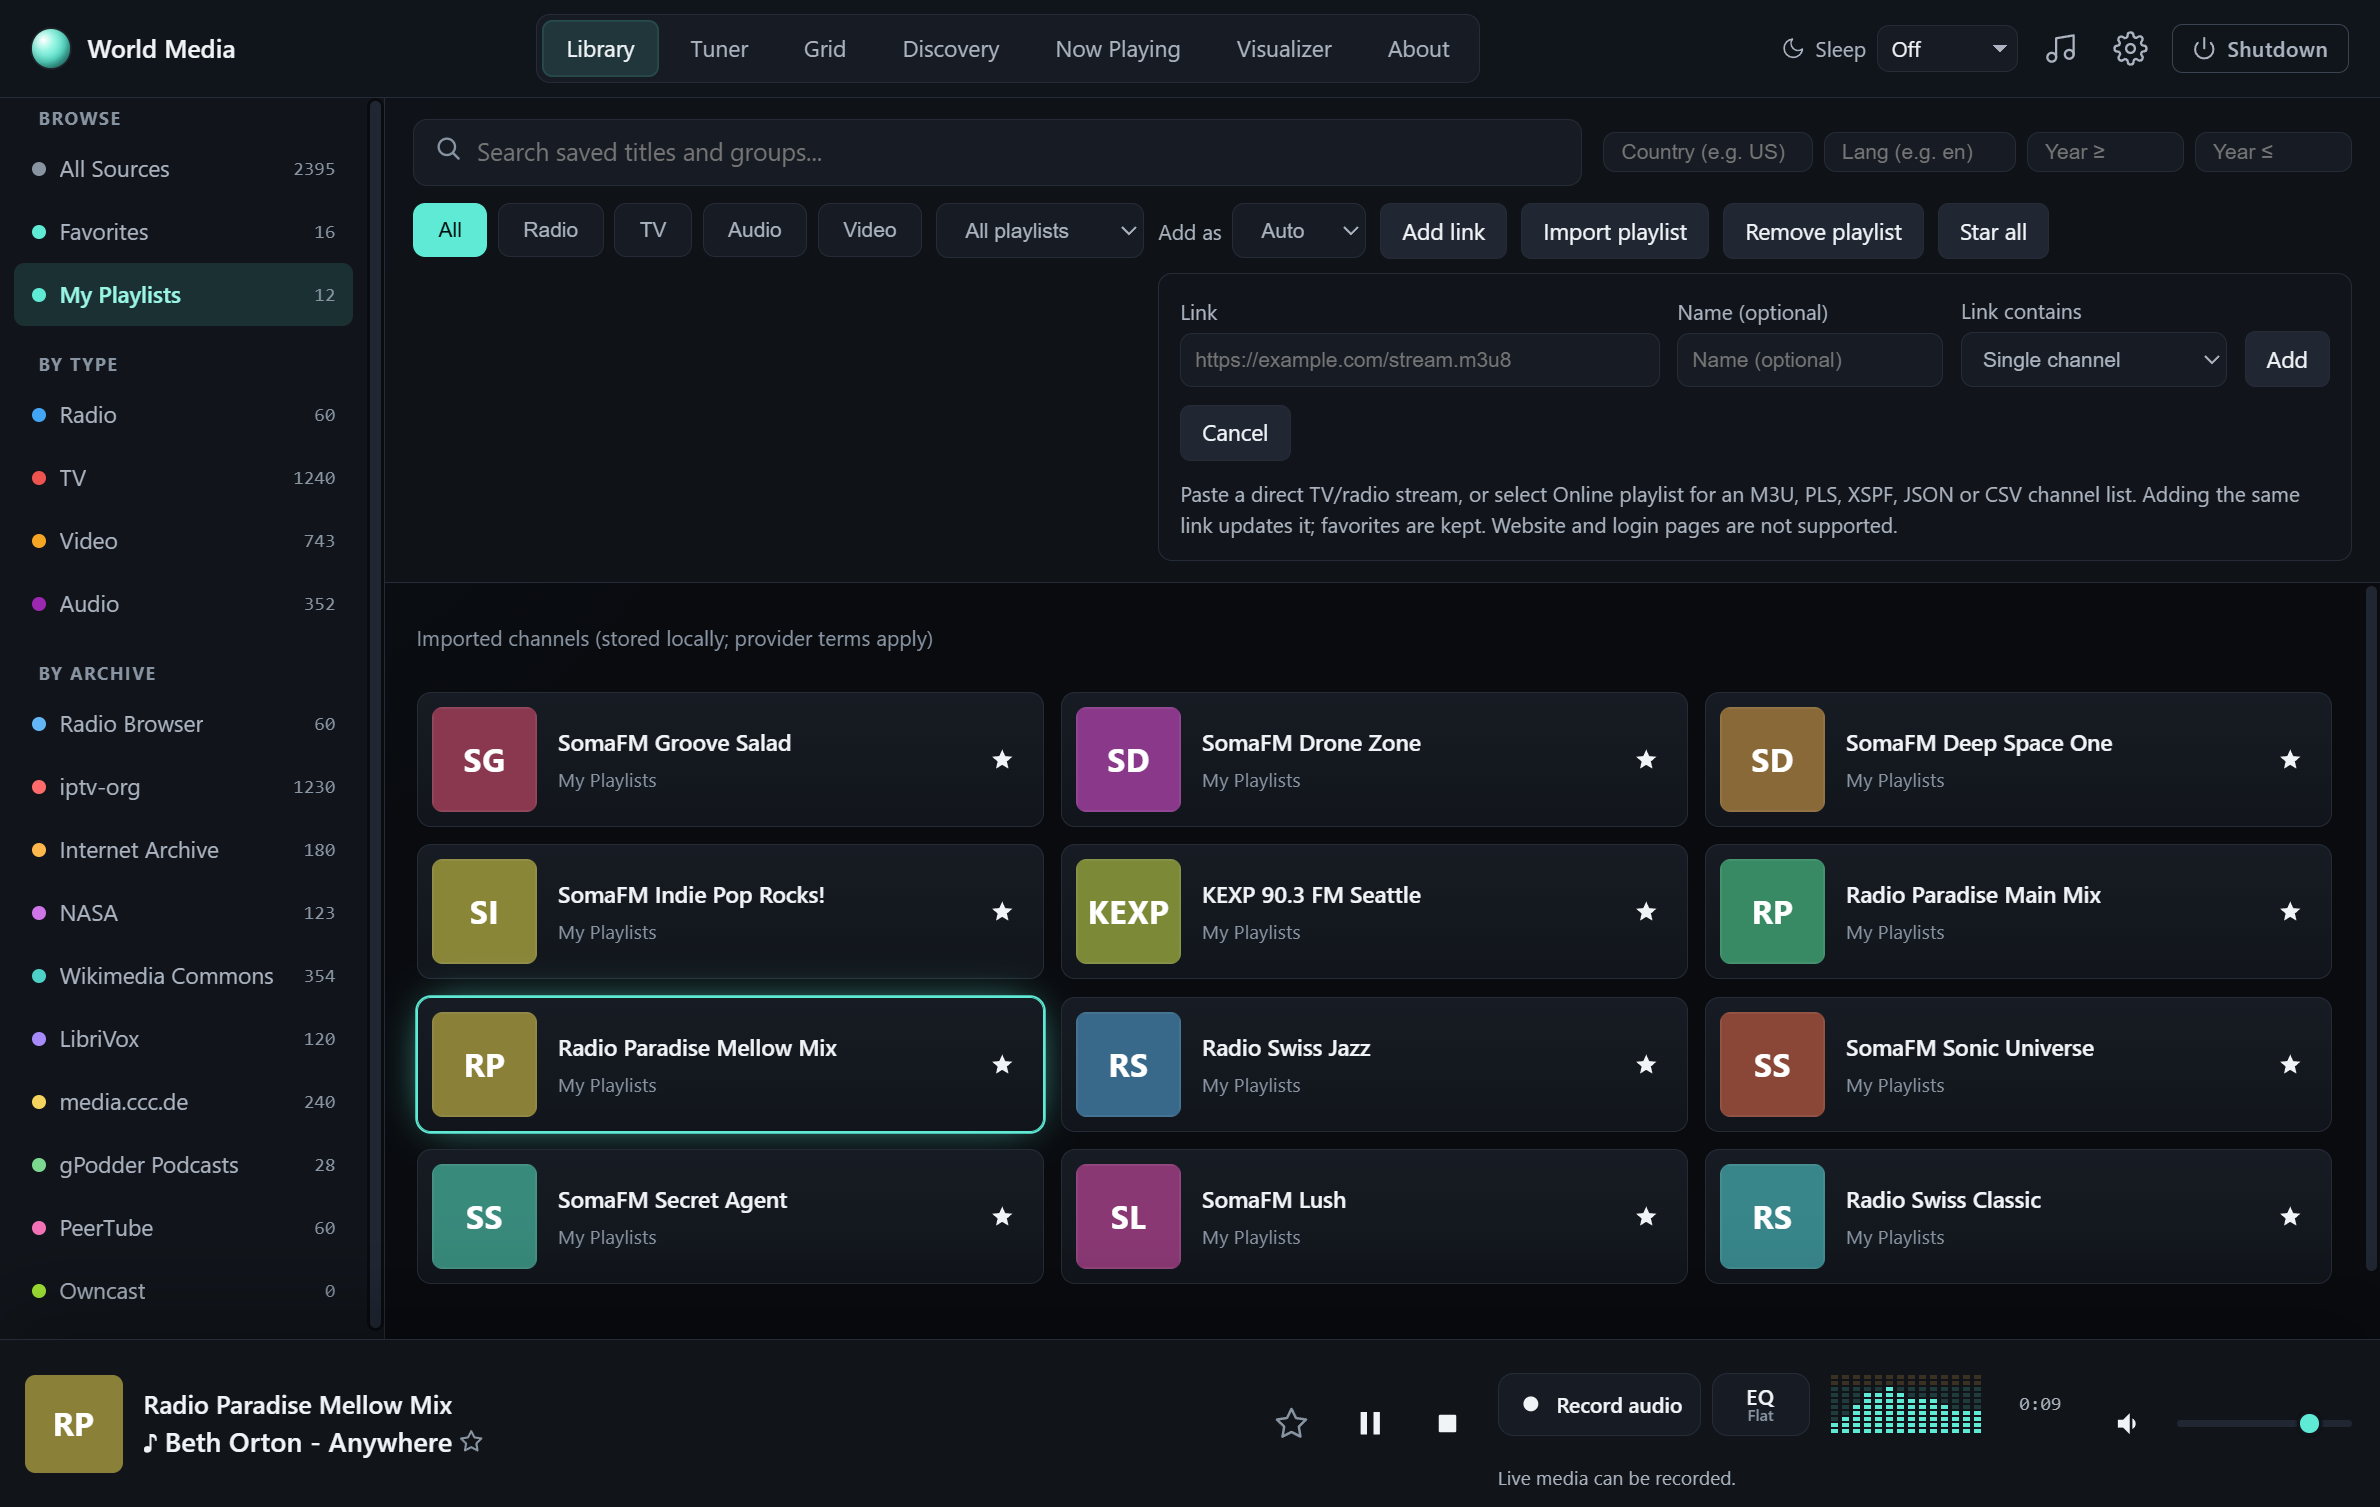 World Media
Library
Tuner
Grid
Discovery
Now Playing
Visualizer
About
Sleep
Off
Shutdown
BROWSE
All Sources 2395
Favorites 16
My Playlists 12
BY TYPE
Radio 60
TV 1240
Video 743
Audio 352
BY ARCHIVE
Radio Browser 60
iptv-org 1230
Internet Archive 180
NASA 123
Wikimedia Commons 354
LibriVox 120
media.ccc.de 240
gPodder Podcasts 28
PeerTube 60
Owncast 0
Search saved titles and groups...
Country (e.g. US)
Lang (e.g. en)
Year ≥
Year ≤
All
Radio
TV
Audio
Video
All playlists
Add as
Auto
Add link
Import playlist
Remove playlist
Star all
Link
Name (optional)
Link contains
https://example.com/stream.m3u8
Name (optional)
Single channel
Add
Cancel
Paste a direct TV/radio stream, or select Online playlist for an M3U, PLS, XSPF, JSON or CSV channel list. Adding the same
link updates it; favorites are kept. Website and login pages are not supported.
Imported channels (stored locally; provider terms apply)
SG
SomaFM Groove Salad
My Playlists
SD
SomaFM Drone Zone
My Playlists
SD
SomaFM Deep Space One
My Playlists
SI
SomaFM Indie Pop Rocks!
My Playlists
KEXP
KEXP 90.3 FM Seattle
My Playlists
RP
Radio Paradise Main Mix
My Playlists
RP
Radio Paradise Mellow Mix
My Playlists
RS
Radio Swiss Jazz
My Playlists
SS
SomaFM Sonic Universe
My Playlists
SS
SomaFM Secret Agent
My Playlists
SL
SomaFM Lush
My Playlists
RS
Radio Swiss Classic
My Playlists
RP
Radio Paradise Mellow Mix
♪ Beth Orton - Anywhere ☆
Record audio
EQ
Flat
0:09
Live media can be recorded.